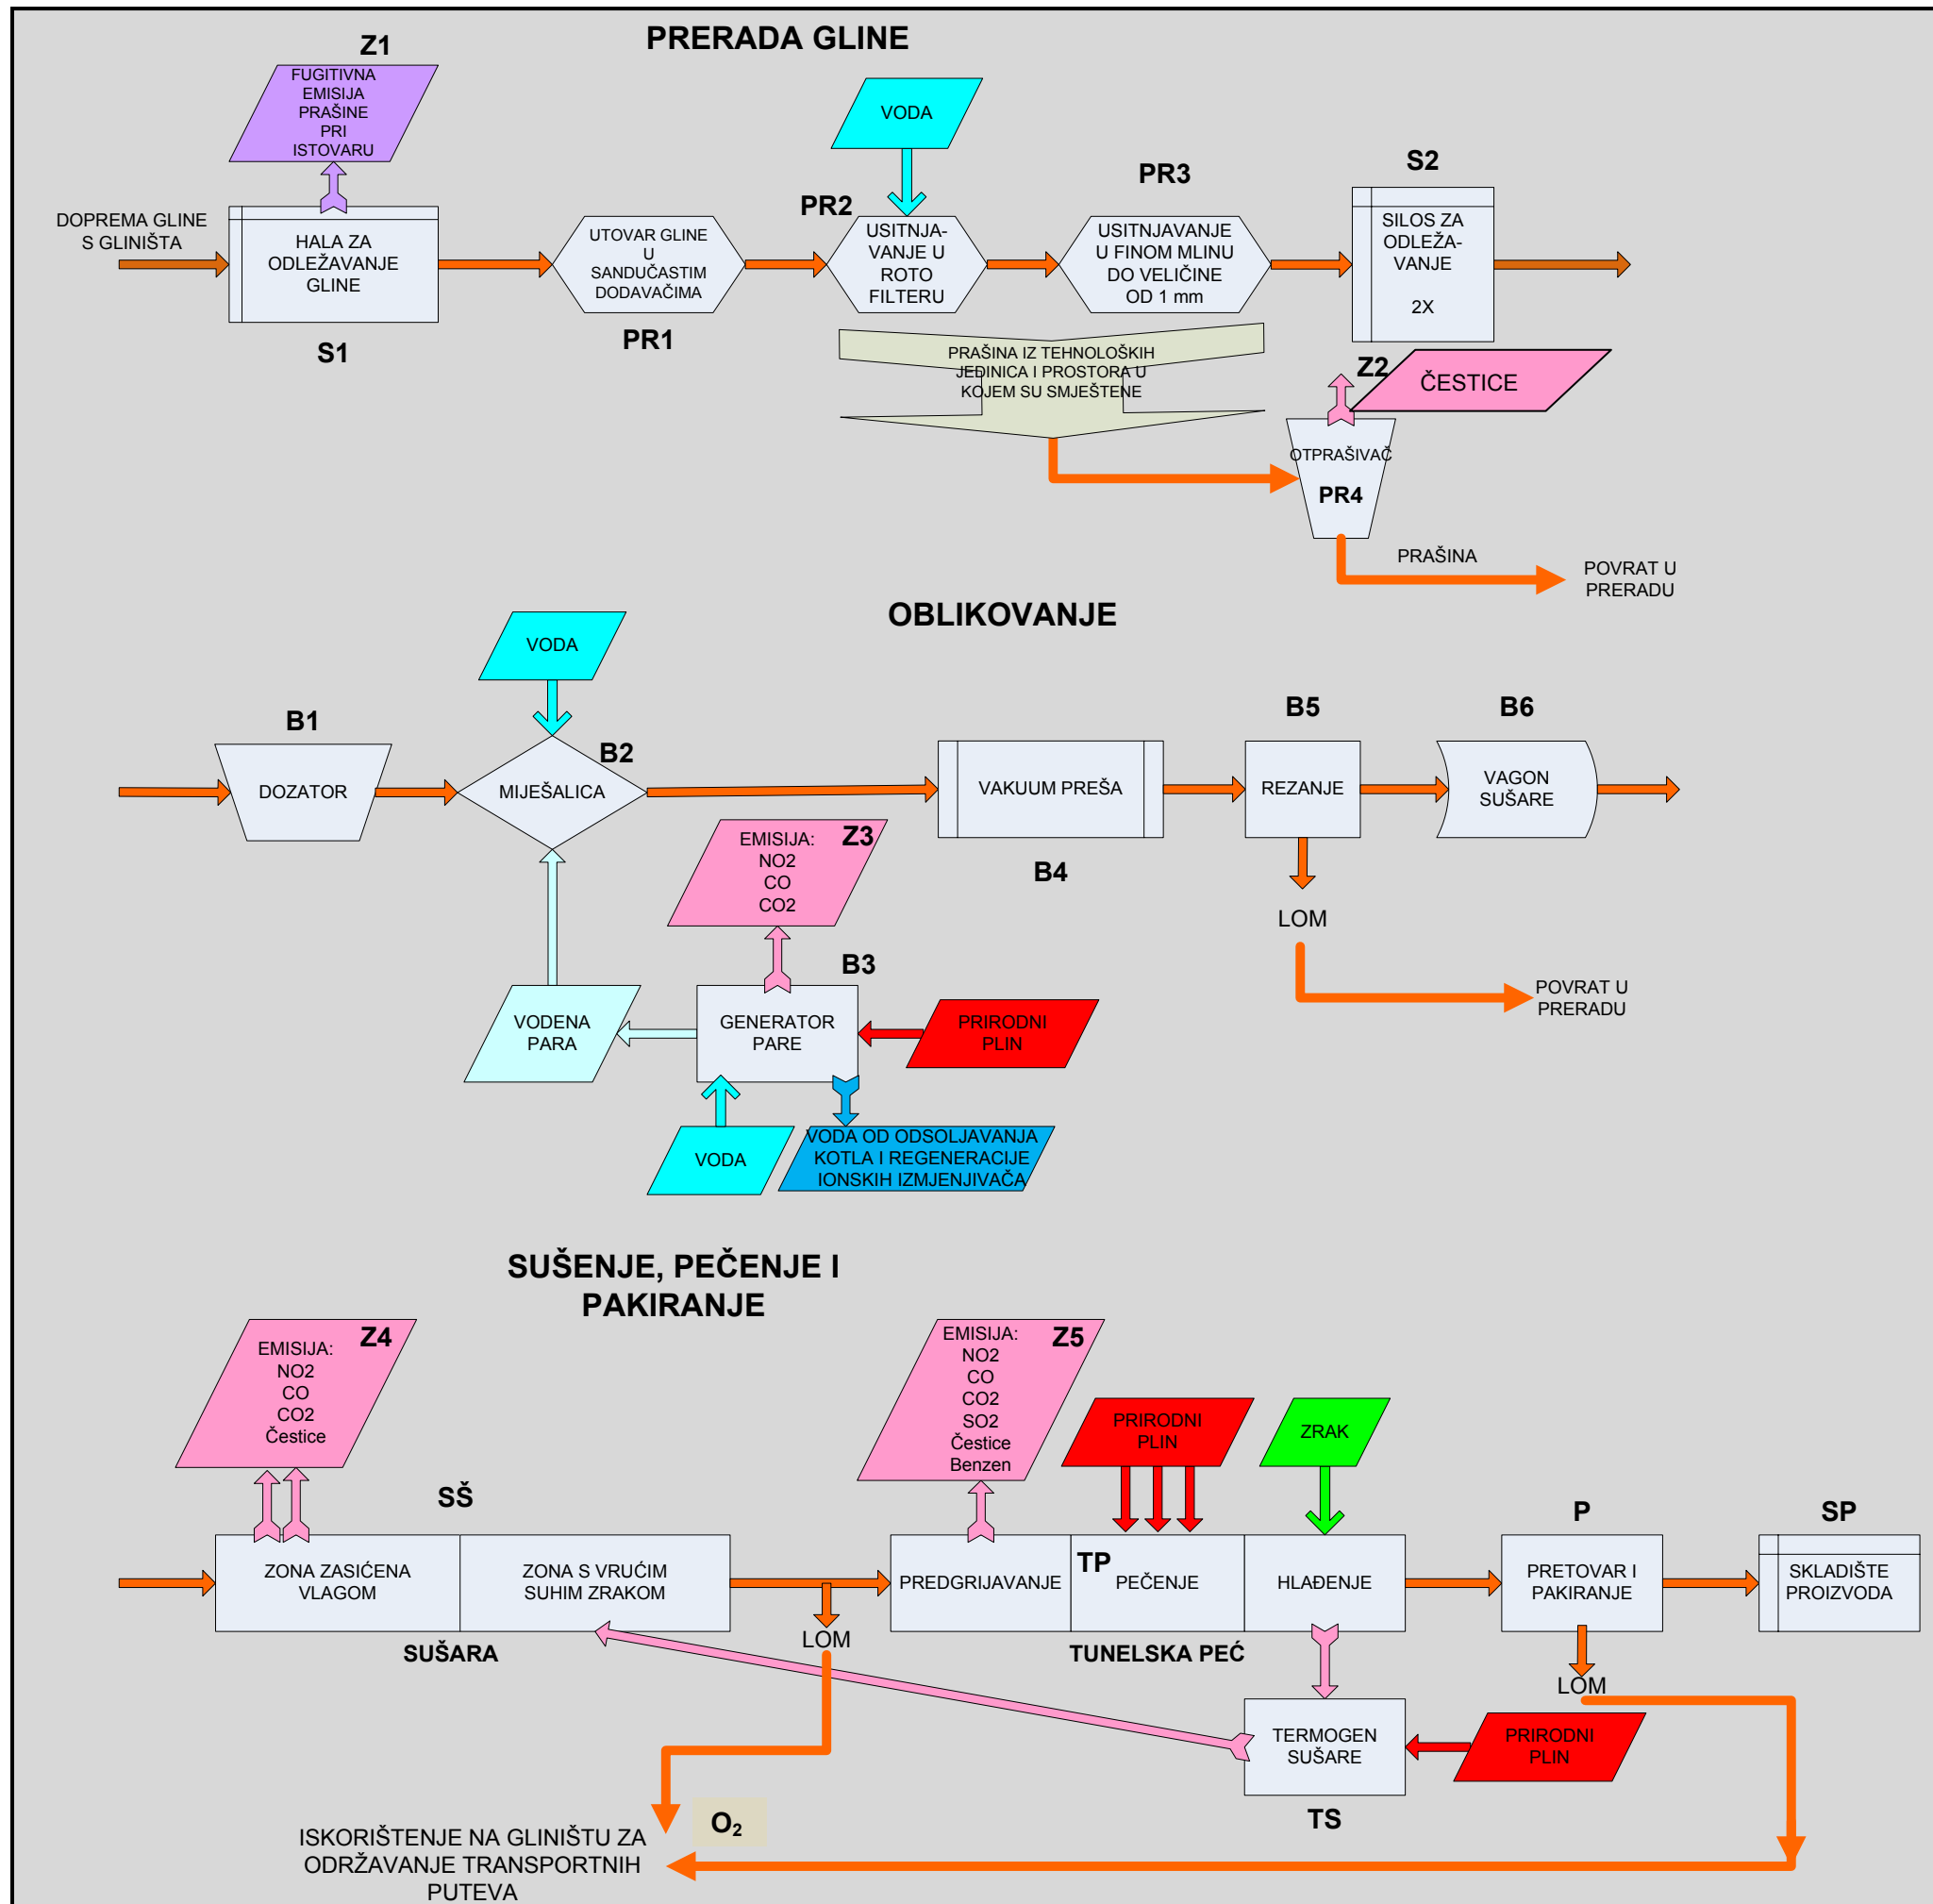 PRERADA GLINE
Z1
FUGITIVNA
EMISIJA
PRAŠINE
PRI
ISTOVARU
VODA
PR3
S2
PR2
DOPREMA GLINE
S GLINIŠTA
HALA ZA
ODLEŽAVANJE
GLINE
UTOVAR GLINE
U
SANDUČASTIM
DODAVAČIMA
USITNJA-
VANJE U
ROTO
FILTERU
USITNJAVANJE
U FINOM MLINU
DO VELIČINE
OD 1 mm
SILOS ZA
ODLEŽA-
VANJE
2X
S1
PR1
PRAŠINA IZ TEHNOLOŠKIH
JEDINICA I PROSTORA U
KOJEM SU SMJEŠTENE
Z2
ČESTICE
OTPRAŠIVAČ
PR4
PRAŠINA
POVRAT U
PRERADU
OBLIKOVANJE
VODA
B1
B2
B5
B6
DOZATOR
MIJEŠALICA
VAKUUM PREŠA
REZANJE
VAGON
SUŠARE
EMISIJA:
NO2
CO
CO2
Z3
B4
LOM
B3
POVRAT U
PRERADU
VODENA
PARA
GENERATOR
PARE
PRIRODNI
PLIN
VODA
VODA OD ODSOLJAVANJA
KOTLA I REGENERACIJE
IONSKIH IZMJENJIVAČA
SUŠENJE, PEČENJE I
PAKIRANJE
Z4
EMISIJA:
NO2
CO
CO2
Čestice
Z5
EMISIJA:
NO2
CO
CO2
SO2
Čestice
Benzen
PRIRODNI
PLIN
ZRAK
SŠ
P
SP
ZONA ZASIĆENA
VLAGOM
ZONA S VRUĆIM
SUHIM ZRAKOM
PREDGRIJAVANJE
TP
PEČENJE
HLAĐENJE
PRETOVAR I
PAKIRANJE
SKLADIŠTE
PROIZVODA
SUŠARA
LOM
TUNELSKA PEĆ
LOM
TERMOGEN
SUŠARE
PRIRODNI
PLIN
TS
O₂
ISKORIŠTENJE NA GLINIŠTU ZA
ODRŽAVANJE TRANSPORTNIH
PUTEVA